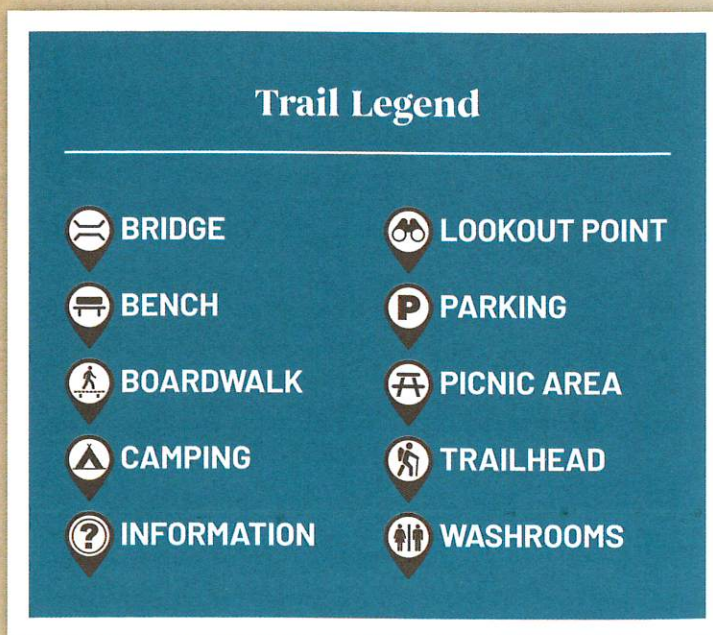 Trail Legend
BRIDGE
BENCH
BOARDWALK
CAMPING
? INFORMATION
LOOKOUT POINT
P PARKING
PICNIC AREA
TRAILHEAD
WASHROOMS